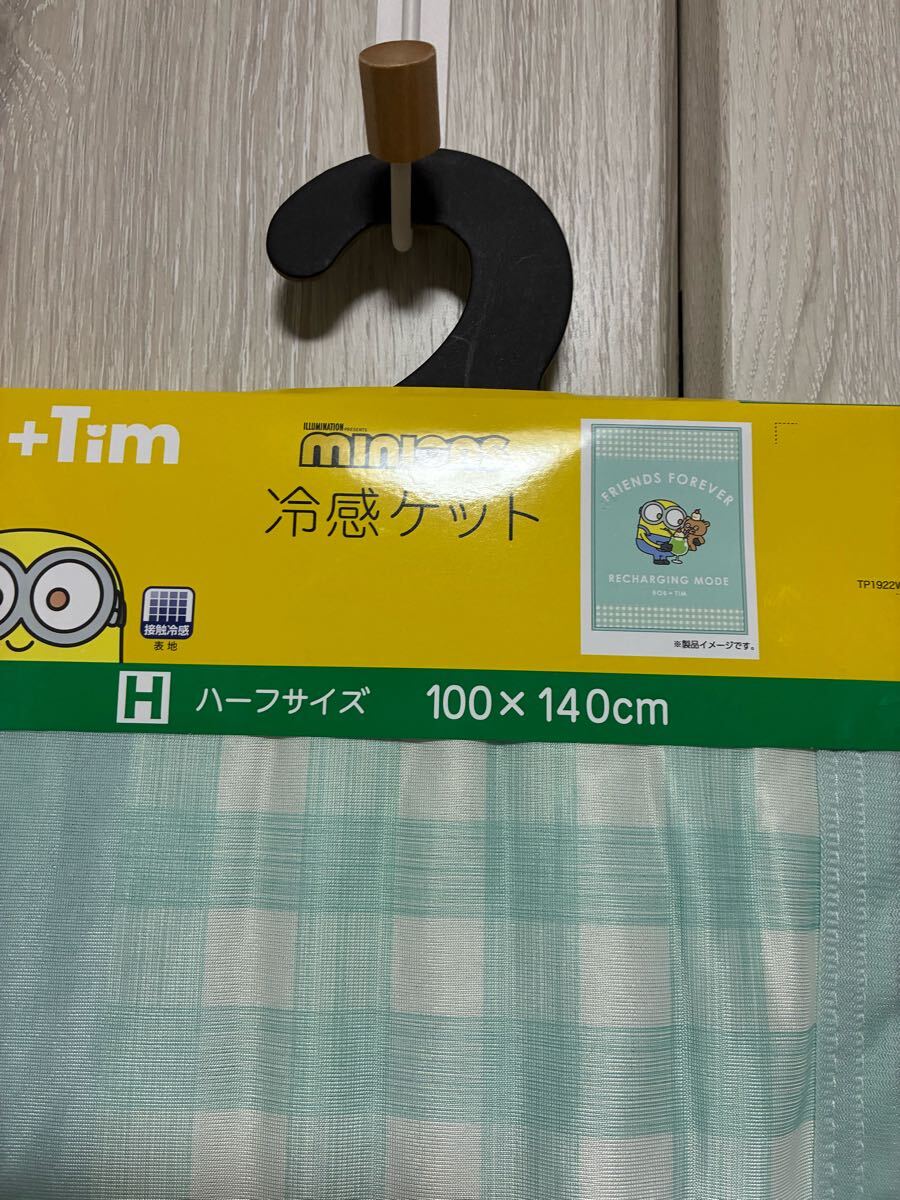 +Tim
ILLUMINATION PRESENTS
minions
冷感ケット
接触冷感
表地
FRIENDS FOREVER
RECHARGING MODE
BOB+TIM
※製品イメージです。
TP1922W
H ハーフサイズ 100×140cm